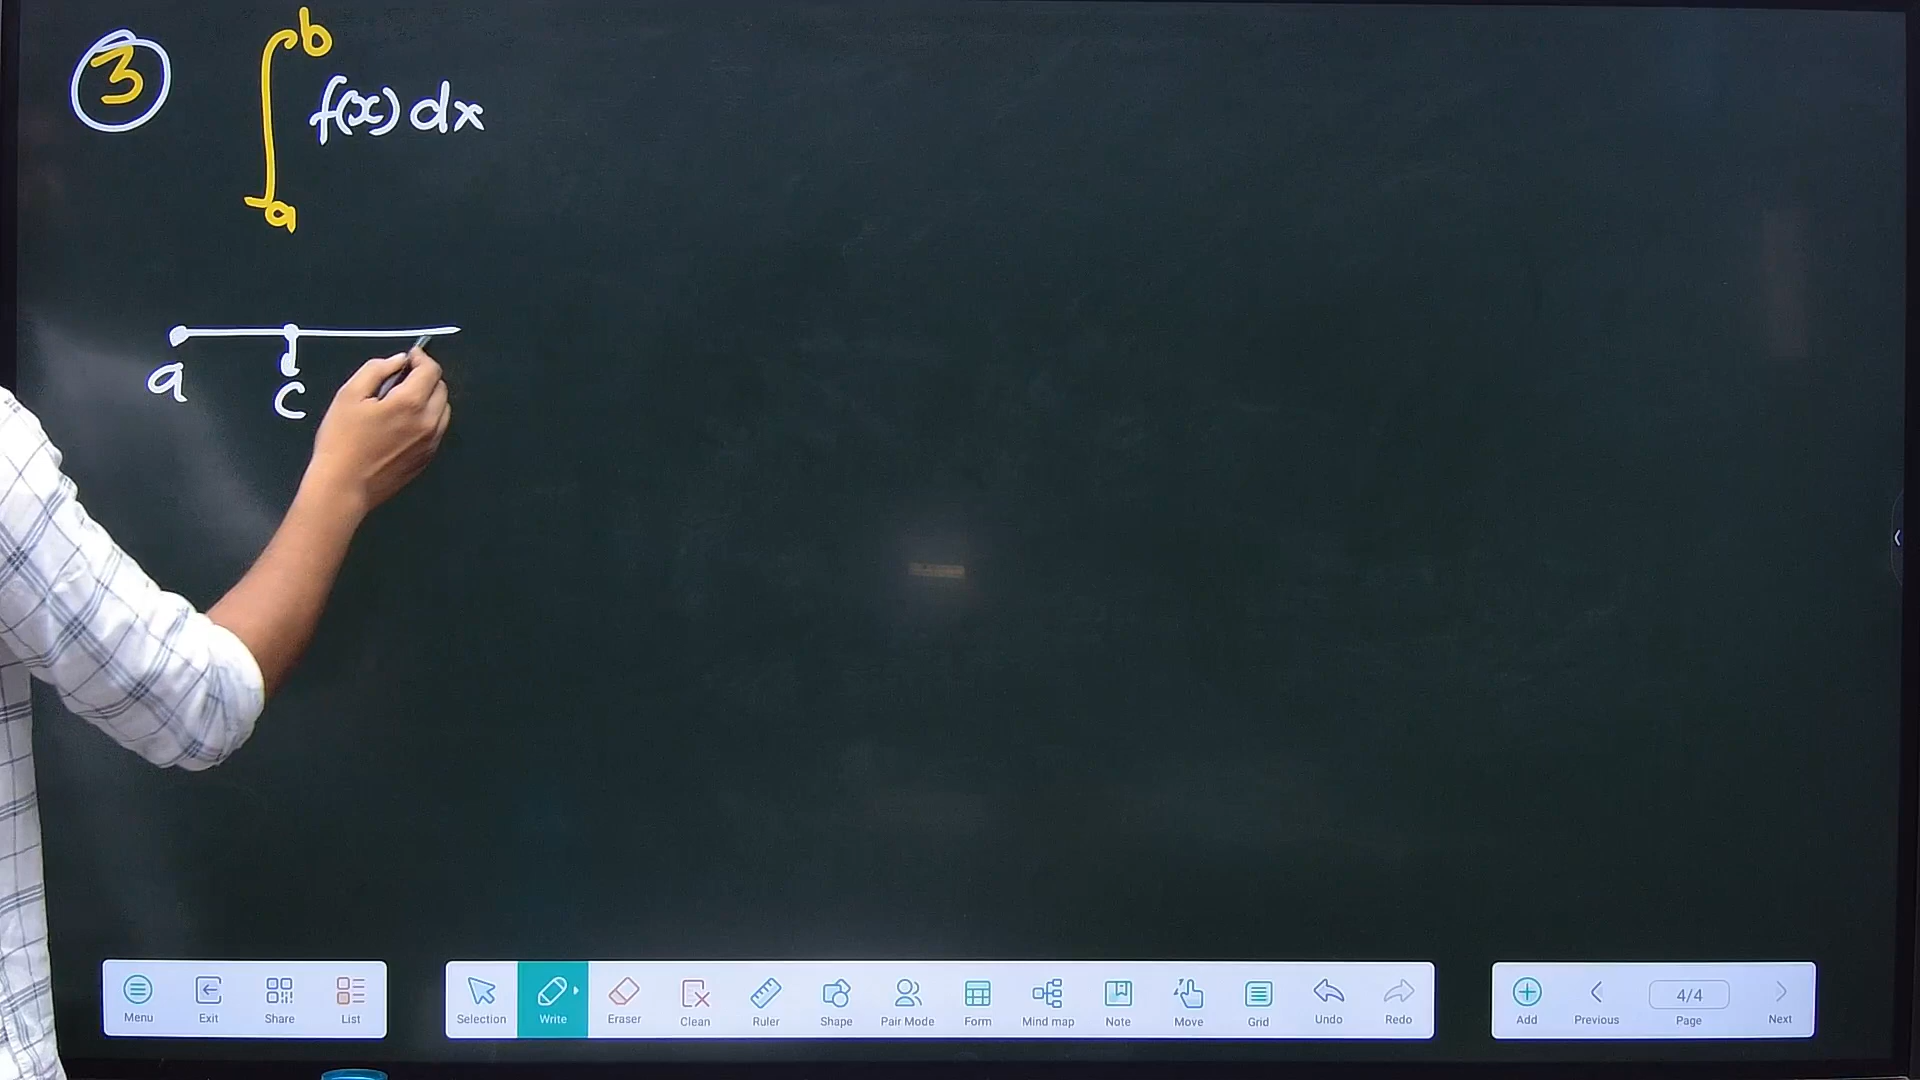 3
∫ₐᵇ f(x) dx
a c
Menu Exit Share List Selection Write Eraser Clean Ruler Shape Pair Mode Form Mind map Note Move Grid Undo Redo Add Previous 4/4 Page Next